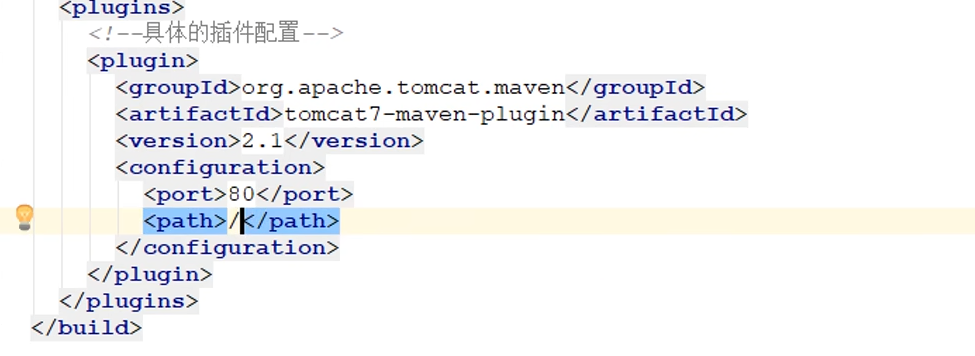 <plugins>
<!--具体的插件配置-->
<plugin>
<groupId>org.apache.tomcat.maven</groupId>
<artifactId>tomcat7-maven-plugin</artifactId>
<version>2.1</version>
<configuration>
<port>80</port>
<path>/</path>
</configuration>
</plugin>
</plugins>
</build>